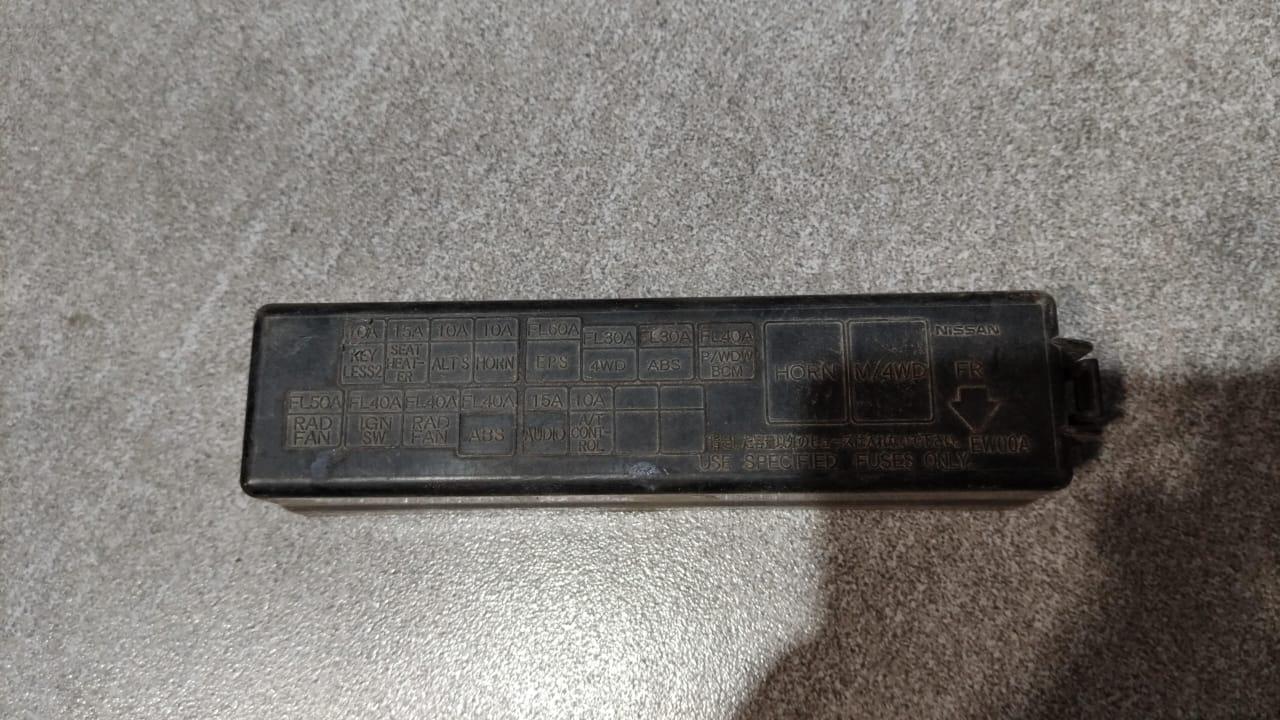 10A 15A 10A 10A FL60A FL30A FL30A FL40A
KEY LESS2 SEAT HEAT-ER ALT S HORN EPS 4WD ABS P/WDW BCM HORN M/4WD
NISSAN
FR
FL50A FL40A FL40A FL40A 15A 10A
RAD FAN IGN SW RAD FAN ABS AUDIO A/T CONT-ROL
EW00A
USE SPECIFIED FUSES ONLY.